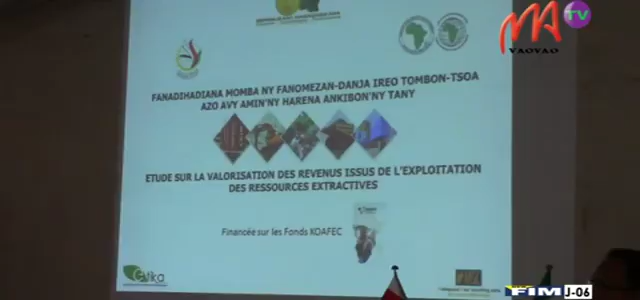 MA TV
VAOVAO
FANADIHADIANA MOMBA NY FANOMEZAN-DANJA IREO TOMBON-TSOA
AZO AVY AMIN'NY HARENA ANKIBON'NY TANY
ETUDE SUR LA VALORISATION DES REVENUS ISSUS DE L'EXPLOITATION
DES RESSOURCES EXTRACTIVES
Financée sur les Fonds KOAFEC
FIM J-06